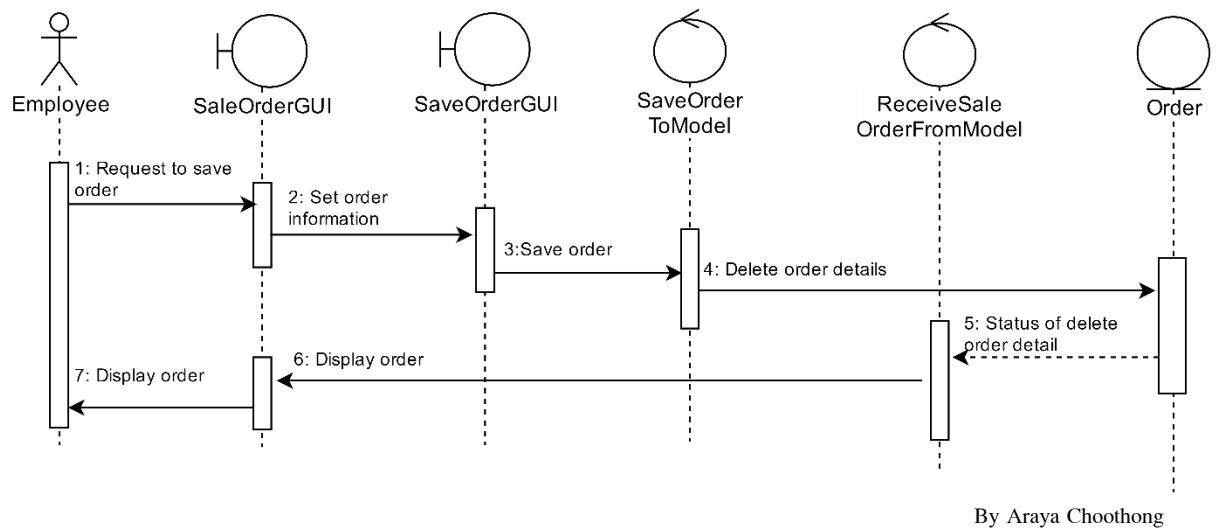 Employee
SaleOrderGUI
SaveOrderGUI
SaveOrder
ToModel
ReceiveSale
OrderFromModel
Order
1: Request to save
order
2: Set order
information
3:Save order
4: Delete order details
5: Status of delete
order detail
6: Display order
7: Display order
By Araya Choothong